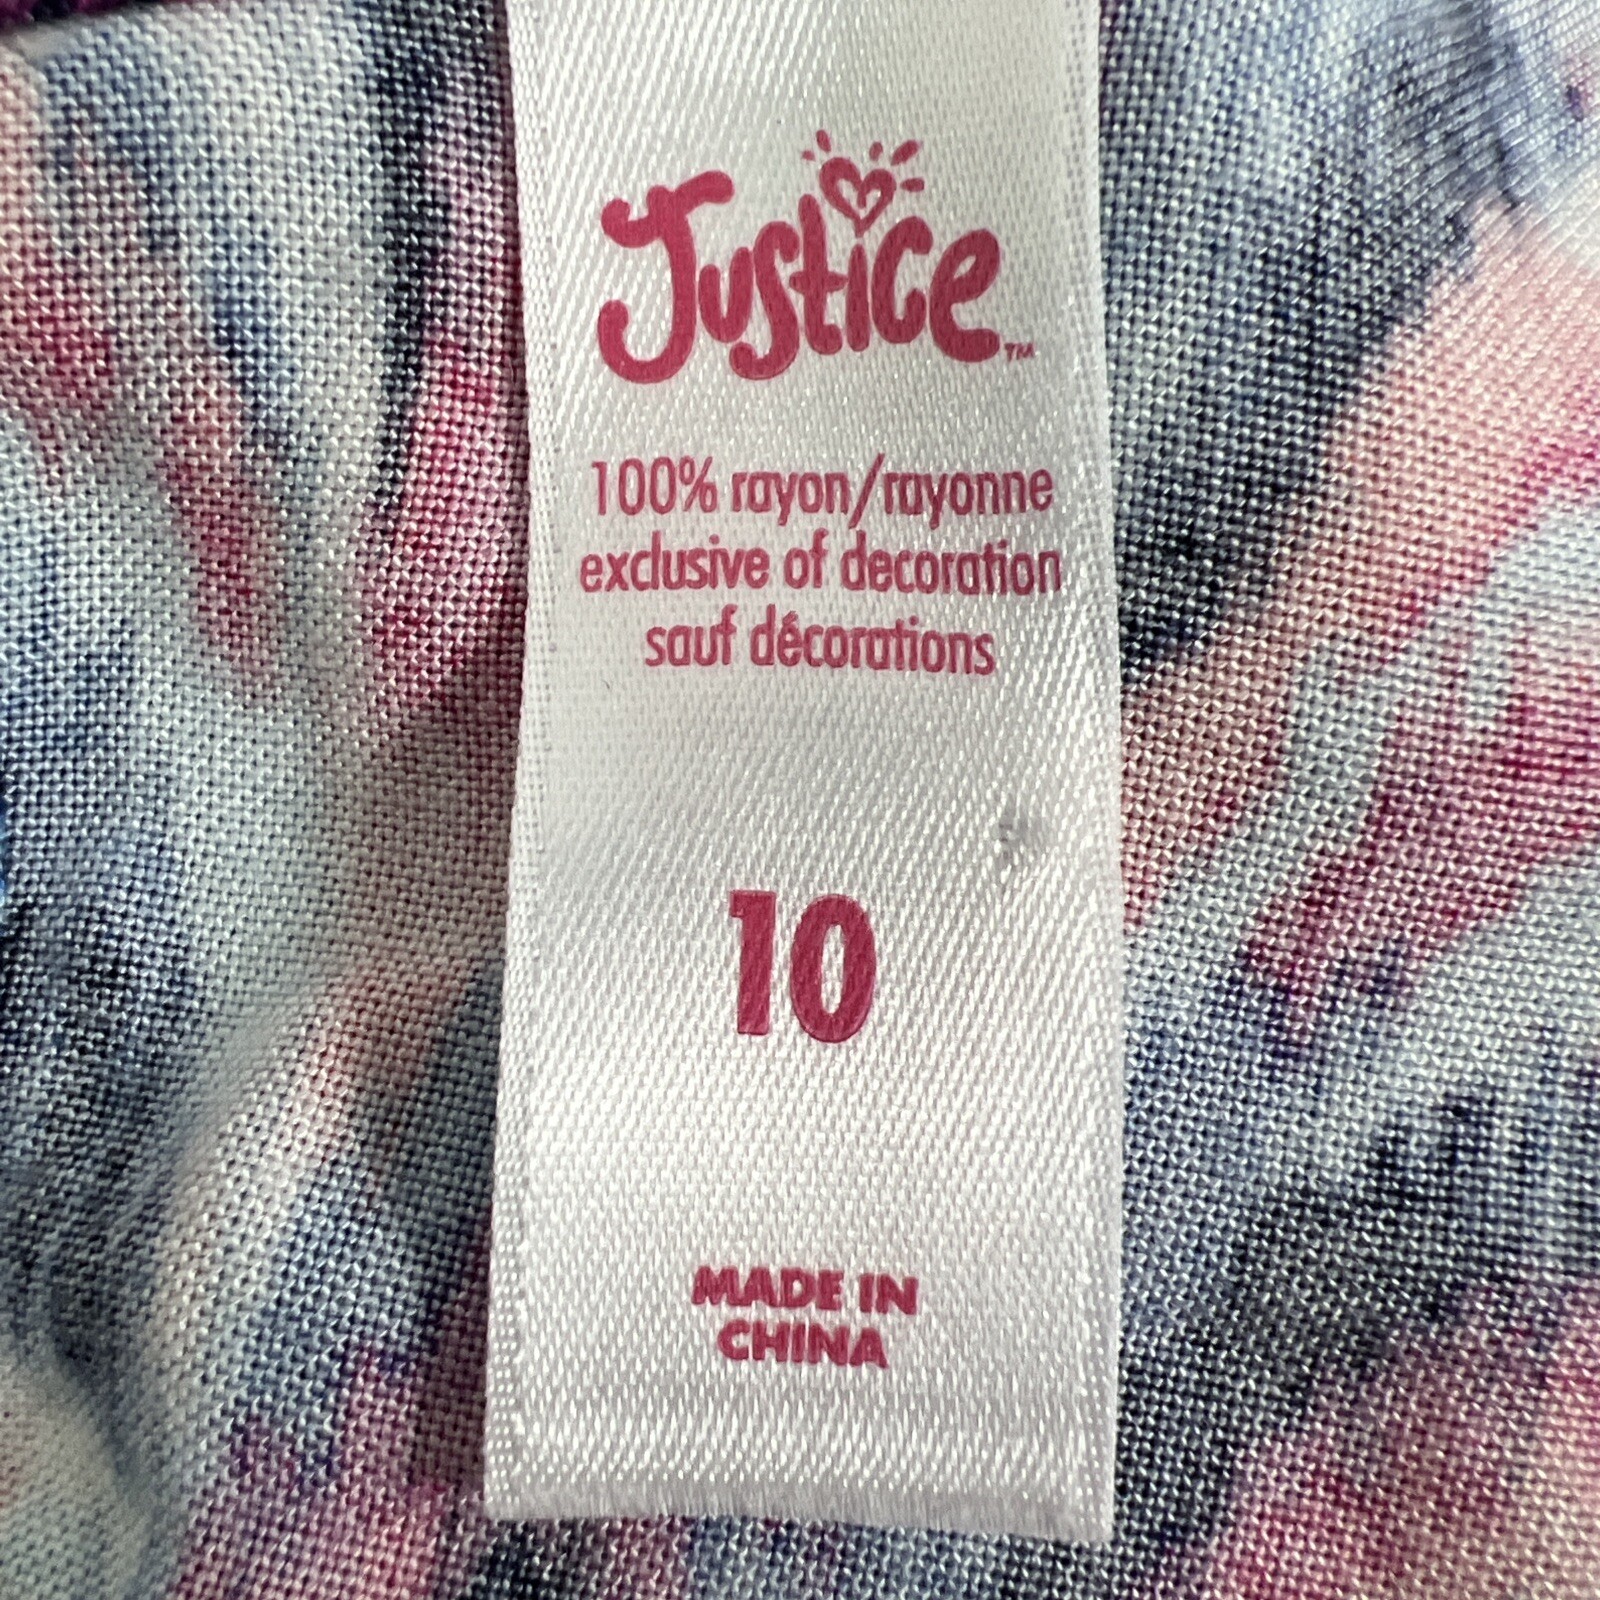 Justice™
100% rayon/rayonne
exclusive of decoration
sauf décorations
10
MADE IN
CHINA